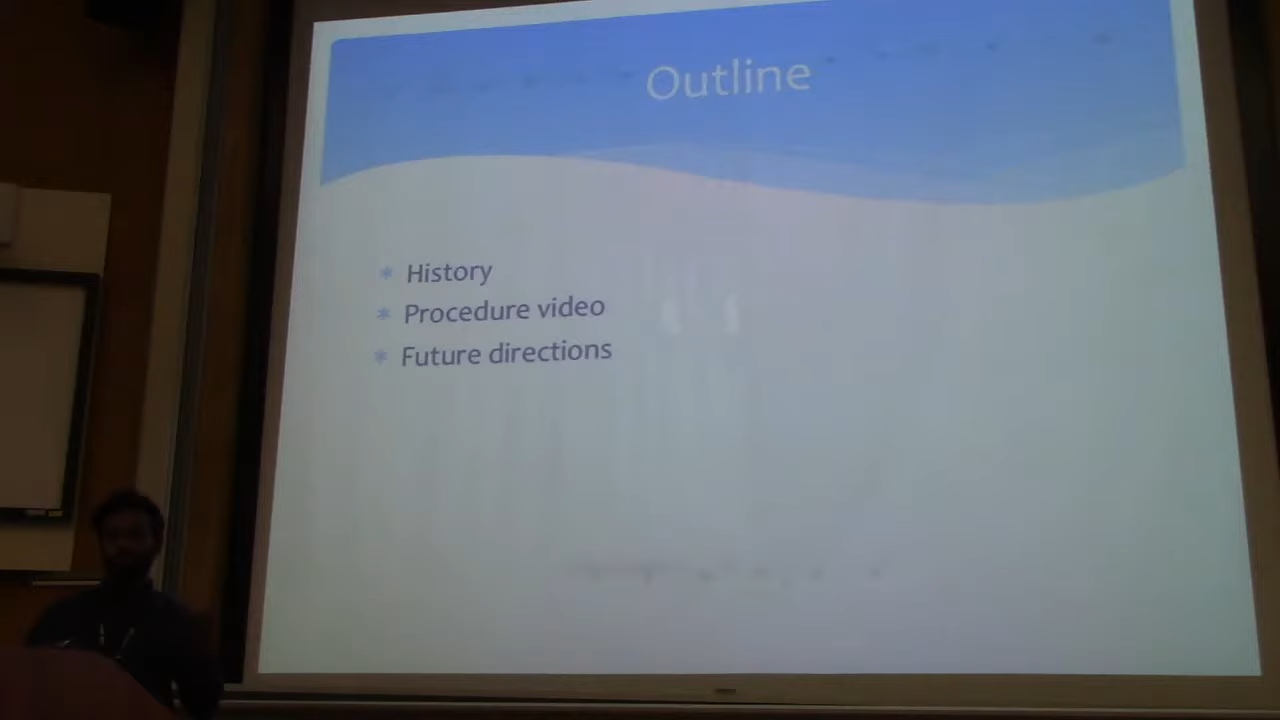 Outline
* History
* Procedure video
* Future directions